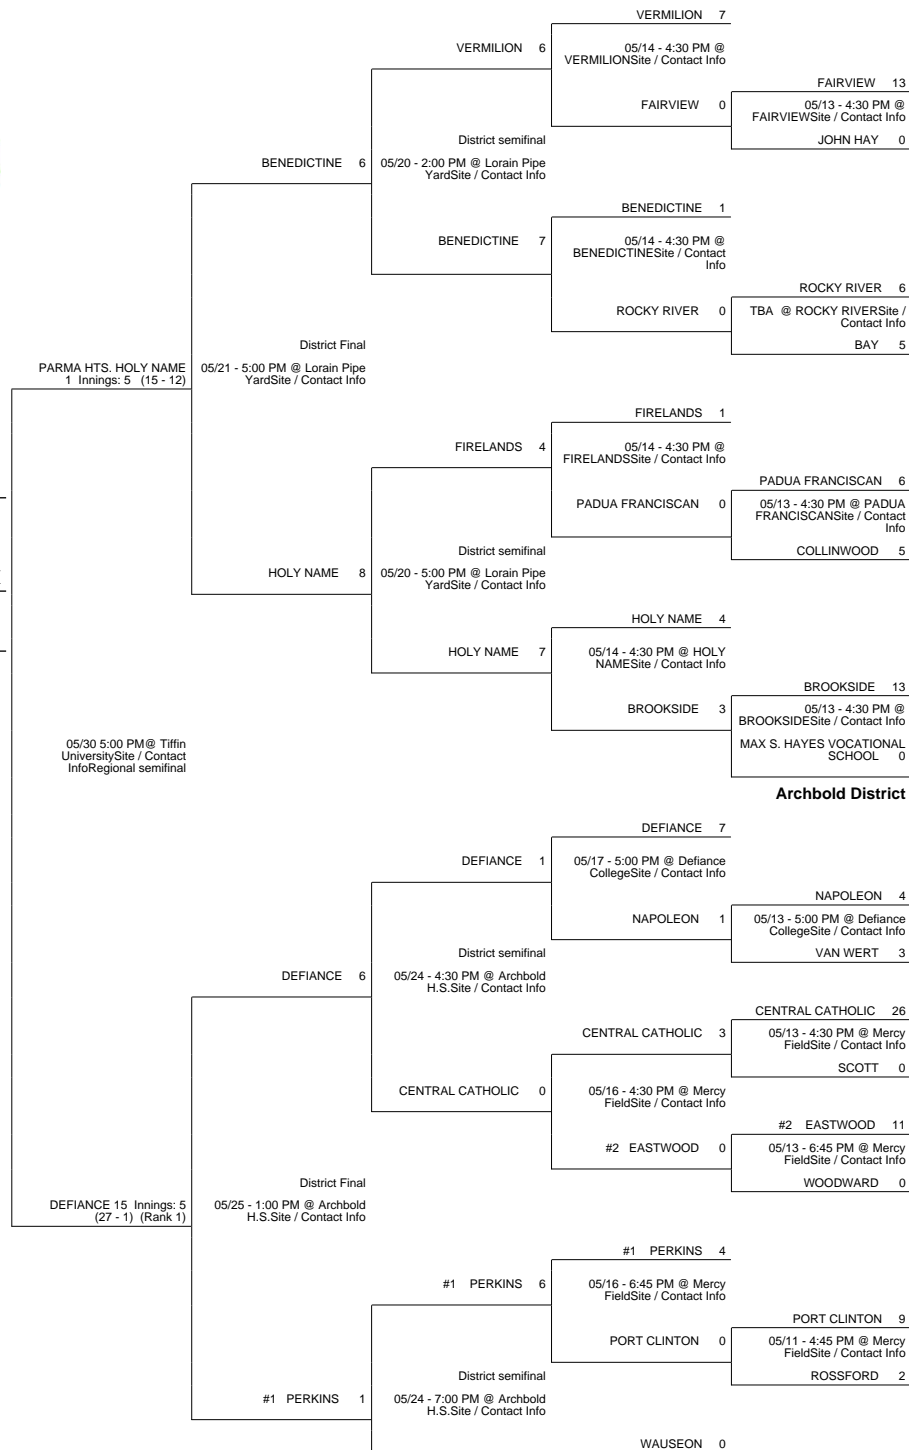 VERMILION 7
VERMILION 6
05/14 - 4:30 PM @
VERMILIONSite / Contact Info
FAIRVIEW 13
FAIRVIEW 0
05/13 - 4:30 PM @
FAIRVIEWSite / Contact Info
JOHN HAY 0
District semifinal
BENEDICTINE 6
05/20 - 2:00 PM @ Lorain Pipe
YardSite / Contact Info
BENEDICTINE 1
BENEDICTINE 7
05/14 - 4:30 PM @
BENEDICTINESite / Contact
Info
ROCKY RIVER 6
ROCKY RIVER 0
TBA @ ROCKY RIVERSite /
Contact Info
BAY 5
District Final
PARMA HTS. HOLY NAME
1 Innings: 5 (15 - 12)
05/21 - 5:00 PM @ Lorain Pipe
YardSite / Contact Info
FIRELANDS 1
FIRELANDS 4
05/14 - 4:30 PM @
FIRELANDSSite / Contact Info
PADUA FRANCISCAN 6
PADUA FRANCISCAN 0
05/13 - 4:30 PM @ PADUA
FRANCISCANSite / Contact
Info
COLLINWOOD 5
District semifinal
HOLY NAME 8
05/20 - 5:00 PM @ Lorain Pipe
YardSite / Contact Info
HOLY NAME 4
HOLY NAME 7
05/14 - 4:30 PM @ HOLY
NAMESite / Contact Info
BROOKSIDE 13
BROOKSIDE 3
05/13 - 4:30 PM @
BROOKSIDESite / Contact Info
MAX S. HAYES VOCATIONAL
SCHOOL 0
05/30 5:00 PM@ Tiffin
UniversitySite / Contact
InfoRegional semifinal
Archbold District
DEFIANCE 7
DEFIANCE 1
05/17 - 5:00 PM @ Defiance
CollegeSite / Contact Info
NAPOLEON 4
NAPOLEON 1
05/13 - 5:00 PM @ Defiance
CollegeSite / Contact Info
VAN WERT 3
District semifinal
DEFIANCE 6
05/24 - 4:30 PM @ Archbold
H.S.Site / Contact Info
CENTRAL CATHOLIC 26
CENTRAL CATHOLIC 3
05/13 - 4:30 PM @ Mercy
FieldSite / Contact Info
SCOTT 0
CENTRAL CATHOLIC 0
05/16 - 4:30 PM @ Mercy
FieldSite / Contact Info
#2 EASTWOOD 11
#2 EASTWOOD 0
05/13 - 6:45 PM @ Mercy
FieldSite / Contact Info
WOODWARD 0
District Final
DEFIANCE 15 Innings: 5
(27 - 1) (Rank 1)
05/25 - 1:00 PM @ Archbold
H.S.Site / Contact Info
#1 PERKINS 4
#1 PERKINS 6
05/16 - 6:45 PM @ Mercy
FieldSite / Contact Info
PORT CLINTON 9
PORT CLINTON 0
05/11 - 4:45 PM @ Mercy
FieldSite / Contact Info
ROSSFORD 2
District semifinal
#1 PERKINS 1
05/24 - 7:00 PM @ Archbold
H.S.Site / Contact Info
WAUSEON 0